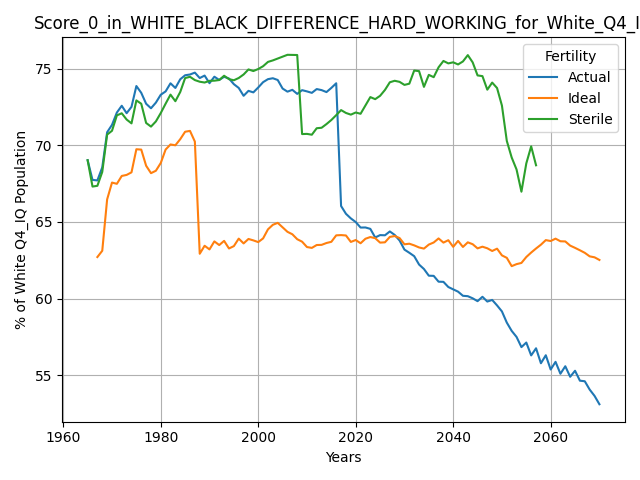 Score_0_in_WHITE_BLACK_DIFFERENCE_HARD_WORKING_for_White_Q4_I
Fertility
Actual
Ideal
Sterile
% of White Q4_IQ Population
75
70
65
60
55
1960
1980
2000
2020
2040
2060
Years